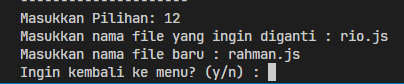 Masukkan Pilihan: 12
Masukkan nama file yang ingin diganti : rio.js
Masukkan nama file baru : rahman.js
Ingin kembali ke menu? (y/n) :